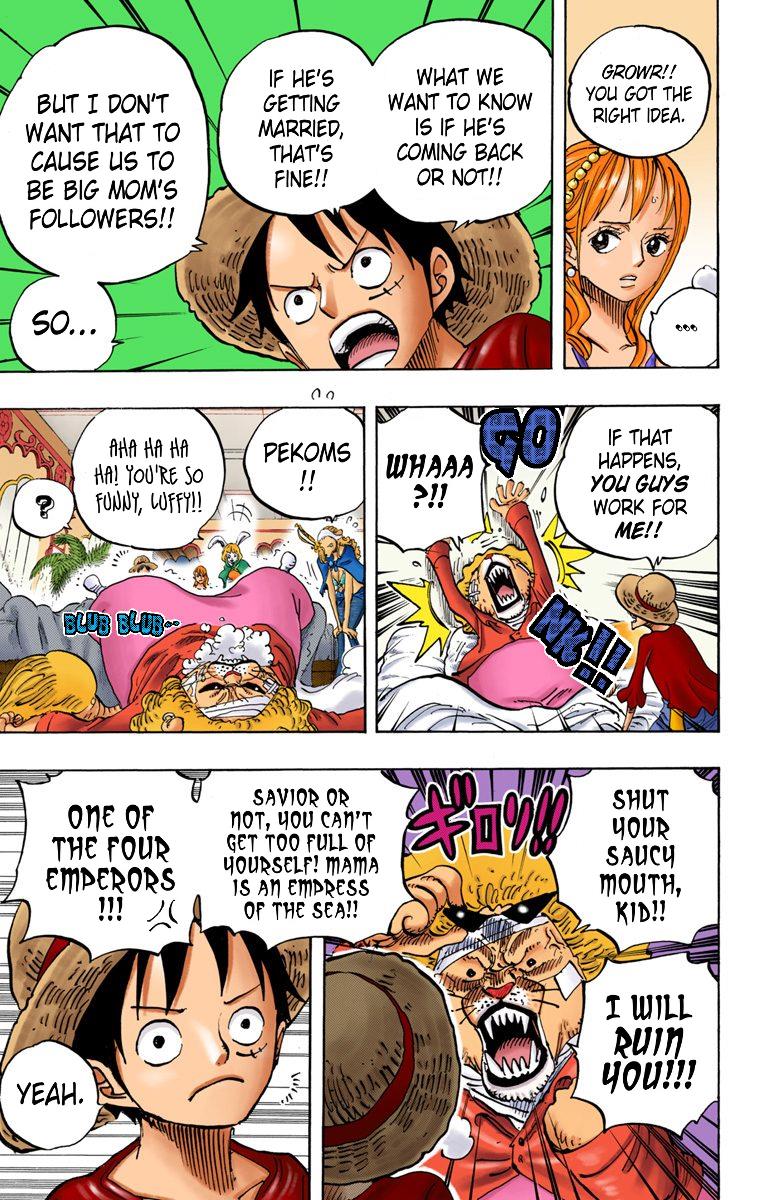 GROWR!!
YOU GOT THE
RIGHT IDEA.
...
WHAT WE
WANT TO KNOW
IS IF HE'S
COMING BACK
OR NOT!!
IF HE'S
GETTING
MARRIED,
THAT'S
FINE!!
BUT I DON'T
WANT THAT TO
CAUSE US TO
BE BIG MOM'S
FOLLOWERS!!
SO...
IF THAT
HAPPENS,
YOU GUYS
WORK FOR
ME!!
GO
NK!!
WHAAA
?!!
PEKOMS
!!
AHA HA HA
HA! YOU'RE SO
FUNNY, LUFFY!!
?
BLUB BLUB--
SHUT
YOUR
SAUCY
MOUTH,
KID!!
ギロッ!!
I WILL
RUIN
YOU!!!
SAVIOR OR
NOT, YOU CAN'T
GET TOO FULL OF
YOURSELF! MAMA
IS AN EMPRESS
OF THE SEA!!
ONE OF
THE FOUR
EMPERORS
!!!
YEAH.